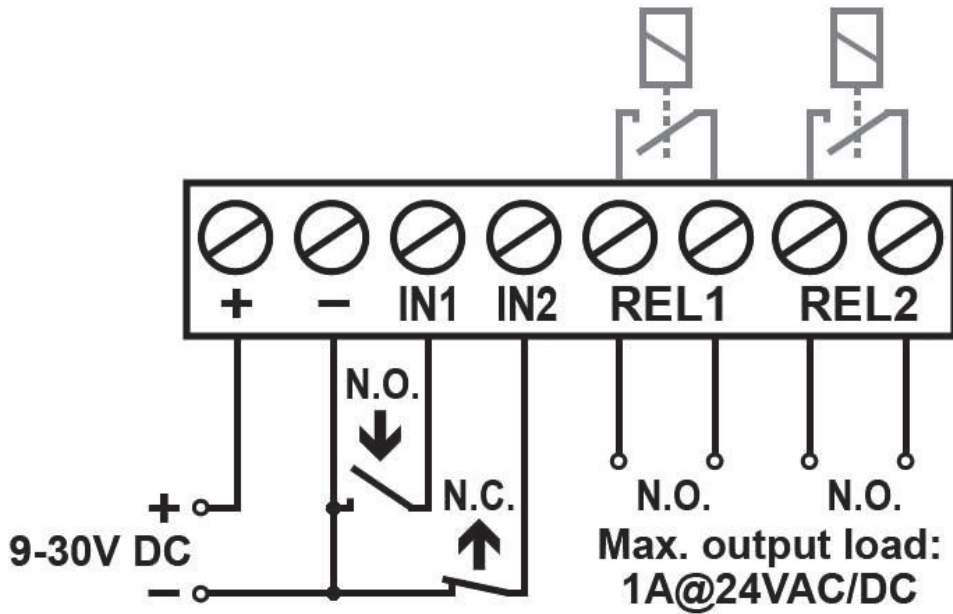 + − IN1 IN2 REL1 REL2
N.O.
N.C.
+
9-30V DC
−
N.O. N.O.
Max. output load:
1A@24VAC/DC